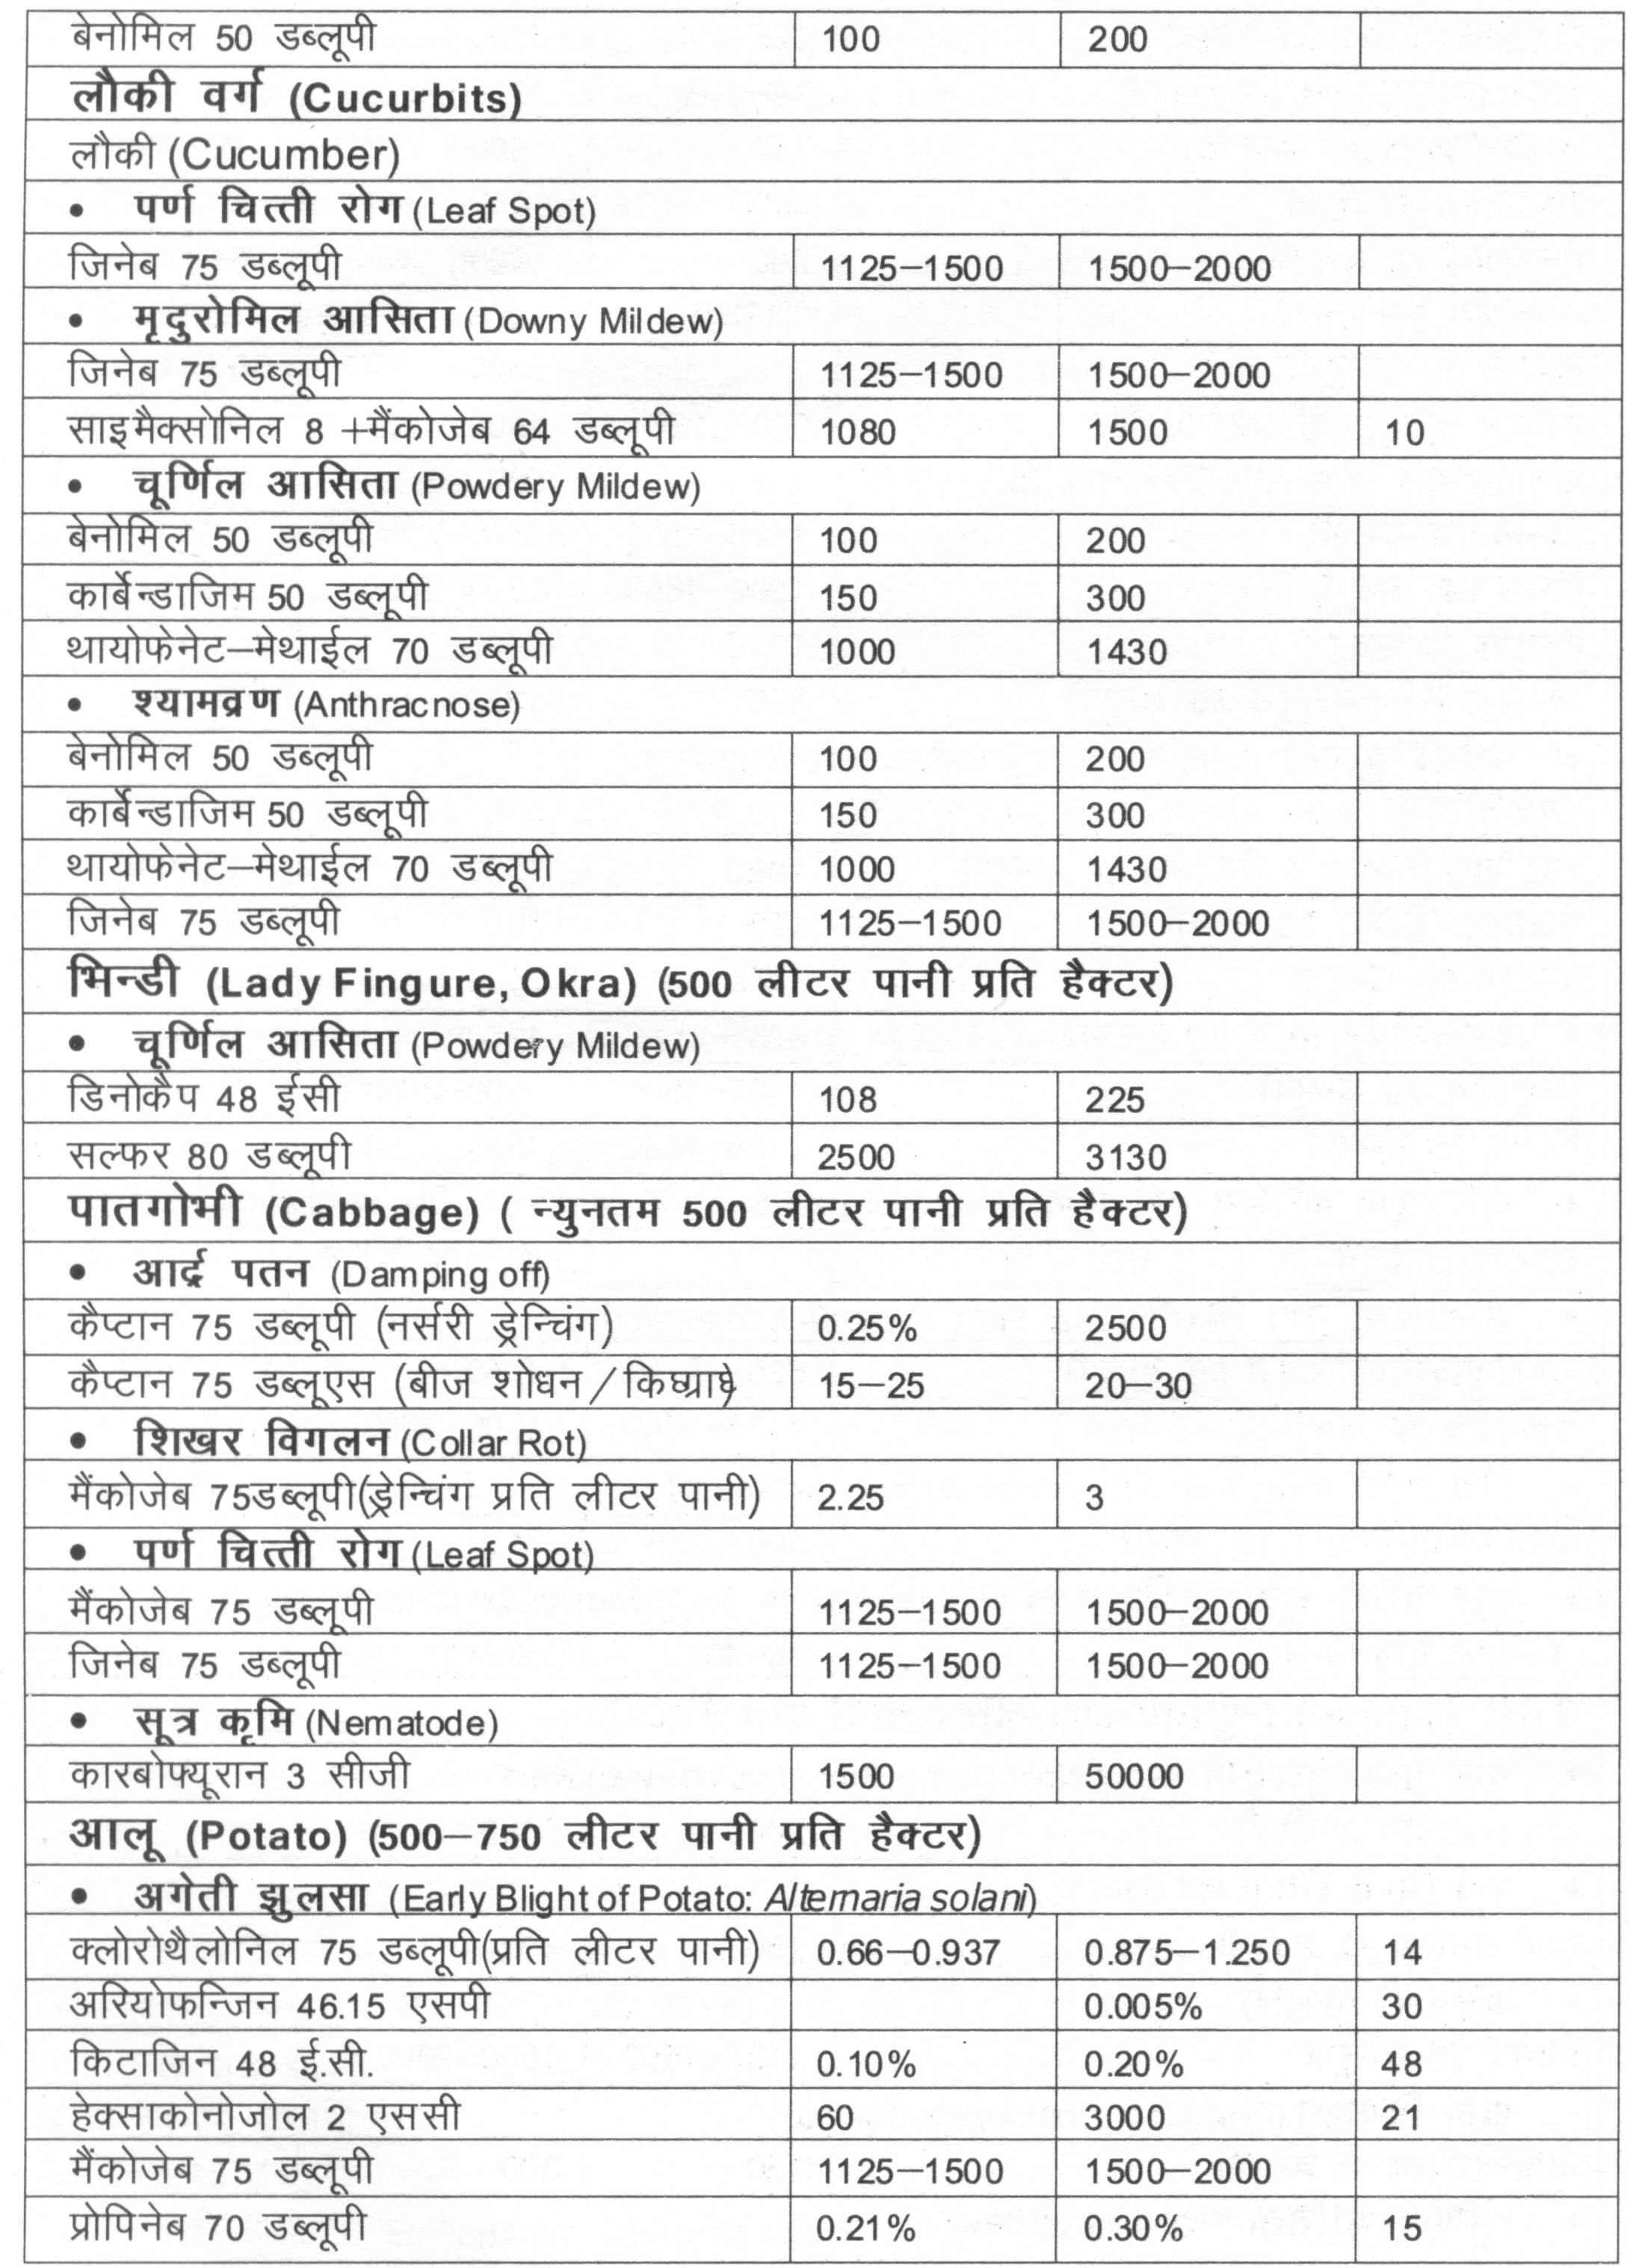 बेनोमिल 50 डब्लूपी 100 200
लौकी वर्ग (Cucurbits)
लौकी (Cucumber)
• पर्ण चित्ती रोग (Leaf Spot)
जिनेब 75 डब्लूपी 1125–1500 1500–2000
• मृदुरोमिल आसिता (Downy Mildew)
जिनेब 75 डब्लूपी 1125–1500 1500–2000
साइमैक्सोनिल 8 +मैंकोजेब 64 डब्लूपी 1080 1500 10
• चूर्णिल आसिता (Powdery Mildew)
बेनोमिल 50 डब्लूपी 100 200
कार्बेन्डाजिम 50 डब्लूपी 150 300
थायोफेनेट–मेथाईल 70 डब्लूपी 1000 1430
• श्यामव्रण (Anthracnose)
बेनोमिल 50 डब्लूपी 100 200
कार्बेन्डाजिम 50 डब्लूपी 150 300
थायोफेनेट–मेथाईल 70 डब्लूपी 1000 1430
जिनेब 75 डब्लूपी 1125–1500 1500–2000
भिन्डी (Lady Fingure, Okra) (500 लीटर पानी प्रति हैक्टर)
• चूर्णिल आसिता (Powdery Mildew)
डिनोकैप 48 ईसी 108 225
सल्फर 80 डब्लूपी 2500 3130
पातगोभी (Cabbage) ( न्युनतम 500 लीटर पानी प्रति हैक्टर)
• आर्द्र पतन (Damping off)
कैप्टान 75 डब्लूपी (नर्सरी ड्रेन्चिंग) 0.25% 2500
कैप्टान 75 डब्लूएस (बीज शोधन / 15–25 20–30
• शिखर विगलन (Collar Rot)
मैंकोजेब 75डब्लूपी(ड्रेन्चिंग प्रति लीटर पानी) 2.25 3
• पर्ण चित्ती रोग (Leaf Spot)
मैंकोजेब 75 डब्लूपी 1125–1500 1500–2000
जिनेब 75 डब्लूपी 1125–1500 1500–2000
• सूत्र कृमि (Nematode)
कारबोफ्यूरान 3 सीजी 1500 50000
आलू (Potato) (500–750 लीटर पानी प्रति हैक्टर)
• अगेती झुलसा (Early Blight of Potato: Alternaria solani)
क्लोरोथैलोनिल 75 डब्लूपी(प्रति लीटर पानी) 0.66–0.937 0.875–1.250 14
अरियोफन्जिन 46.15 एसपी 0.005% 30
किटाजिन 48 ई.सी. 0.10% 0.20% 48
हेक्साकोनोजोल 2 एससी 60 3000 21
मैंकोजेब 75 डब्लूपी 1125–1500 1500–2000
प्रोपिनेब 70 डब्लूपी 0.21% 0.30% 15